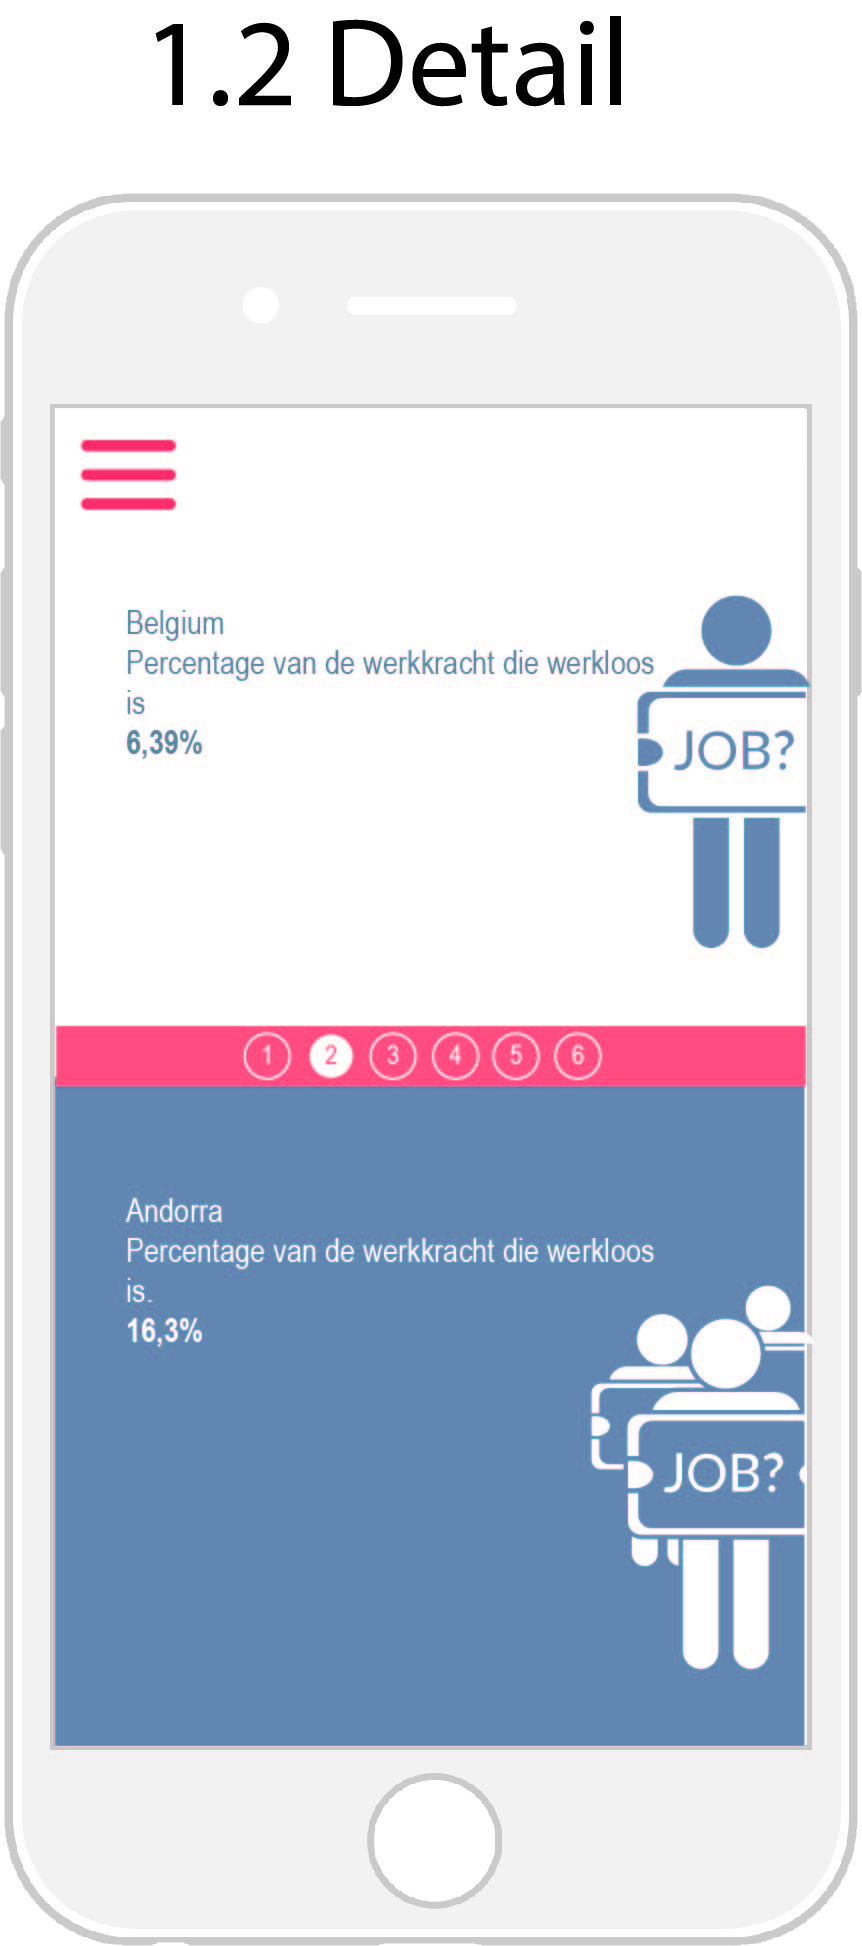 1.2 Detail
Belgium
Percentage van de werkkracht die werkloos
is
6,39%
JOB?
1 2 3 4 5 6
Andorra
Percentage van de werkkracht die werkloos
is.
16,3%
JOB?